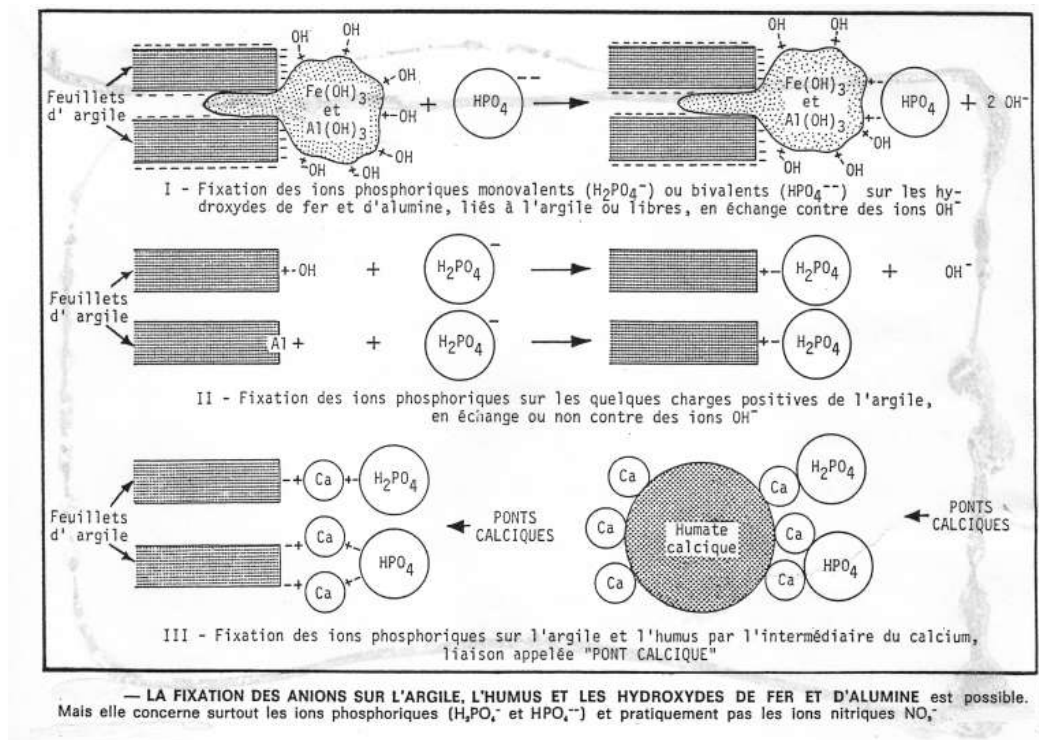 OH
OH
OH
OH
OH
OH
OH
Fe(OH)3
et
Al(OH)3
+
HPO4
--
Feuillets
d' argile
OH
OH
OH
OH
OH
Fe(OH)3
et
Al(OH)3
HPO4
+ 2 OH-
I - Fixation des ions phosphoriques monovalents (H2PO4-) ou bivalents (HPO4--) sur les hy-
droxydes de fer et d'alumine, liés à l'argile ou libres, en échange contre des ions OH-
+-OH
+
H2PO4
-
+-
H2PO4
+
OH-
Feuillets
d' argile
Al+
+
H2PO4
-
+-
H2PO4
II - Fixation des ions phosphoriques sur les quelques charges positives de l'argile,
en échange ou non contre des ions OH-
-+
Ca
+-
H2PO4
Feuillets
d' argile
-+
Ca
-+
Ca
HPO4
PONTS
CALCIQUES
Ca
Ca
Ca
Humate
calcique
Ca
H2PO4
Ca
Ca
HPO4
PONTS
CALCIQUES
III - Fixation des ions phosphoriques sur l'argile et l'humus par l'intermédiaire du calcium,
liaison appelée "PONT CALCIQUE"
— LA FIXATION DES ANIONS SUR L'ARGILE, L'HUMUS ET LES HYDROXYDES DE FER ET D'ALUMINE est possible.
Mais elle concerne surtout les ions phosphoriques (H2PO4- et HPO4--) et pratiquement pas les ions nitriques NO3-